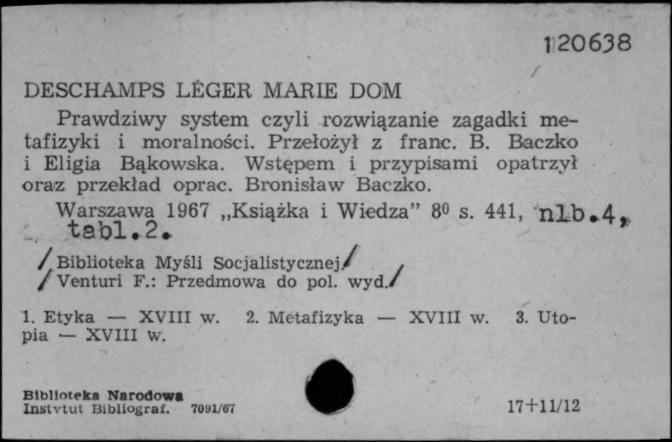 120638
DESCHAMPS LÉGER MARIE DOM
Prawdziwy system czyli rozwiązanie zagadki me-
tafizyki i moralności. Przełożył z franc. B. Baczko
i Eligia Bąkowska. Wstępem i przypisami opatrzył
oraz przekład oprac. Bronisław Baczko.
Warszawa 1967 „Książka i Wiedza” 8⁰ s. 441, nlb.4,
tabl.2.
/Biblioteka Myśli Socjalistycznej/
/Venturi F.: Przedmowa do pol. wyd./
1. Etyka — XVIII w. 2. Metafizyka — XVIII w. 3. Uto-
pia — XVIII w.
Biblioteka Narodowa
Instytut Bibliograf. 7091/67
17+11/12